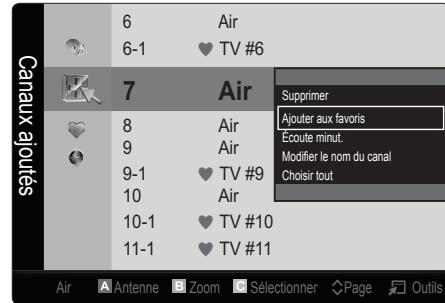 Canaux ajoutés
6 Air
6-1 TV #6
7 Air
8 Air
9 Air
9-1 TV #9
10 Air
10-1 TV #10
11-1 TV #11
Supprimer
Ajouter aux favoris
Écoute minut.
Modifier le nom du canal
Choisir tout
Air A Antenne B Zoom C Sélectionner Page Outils